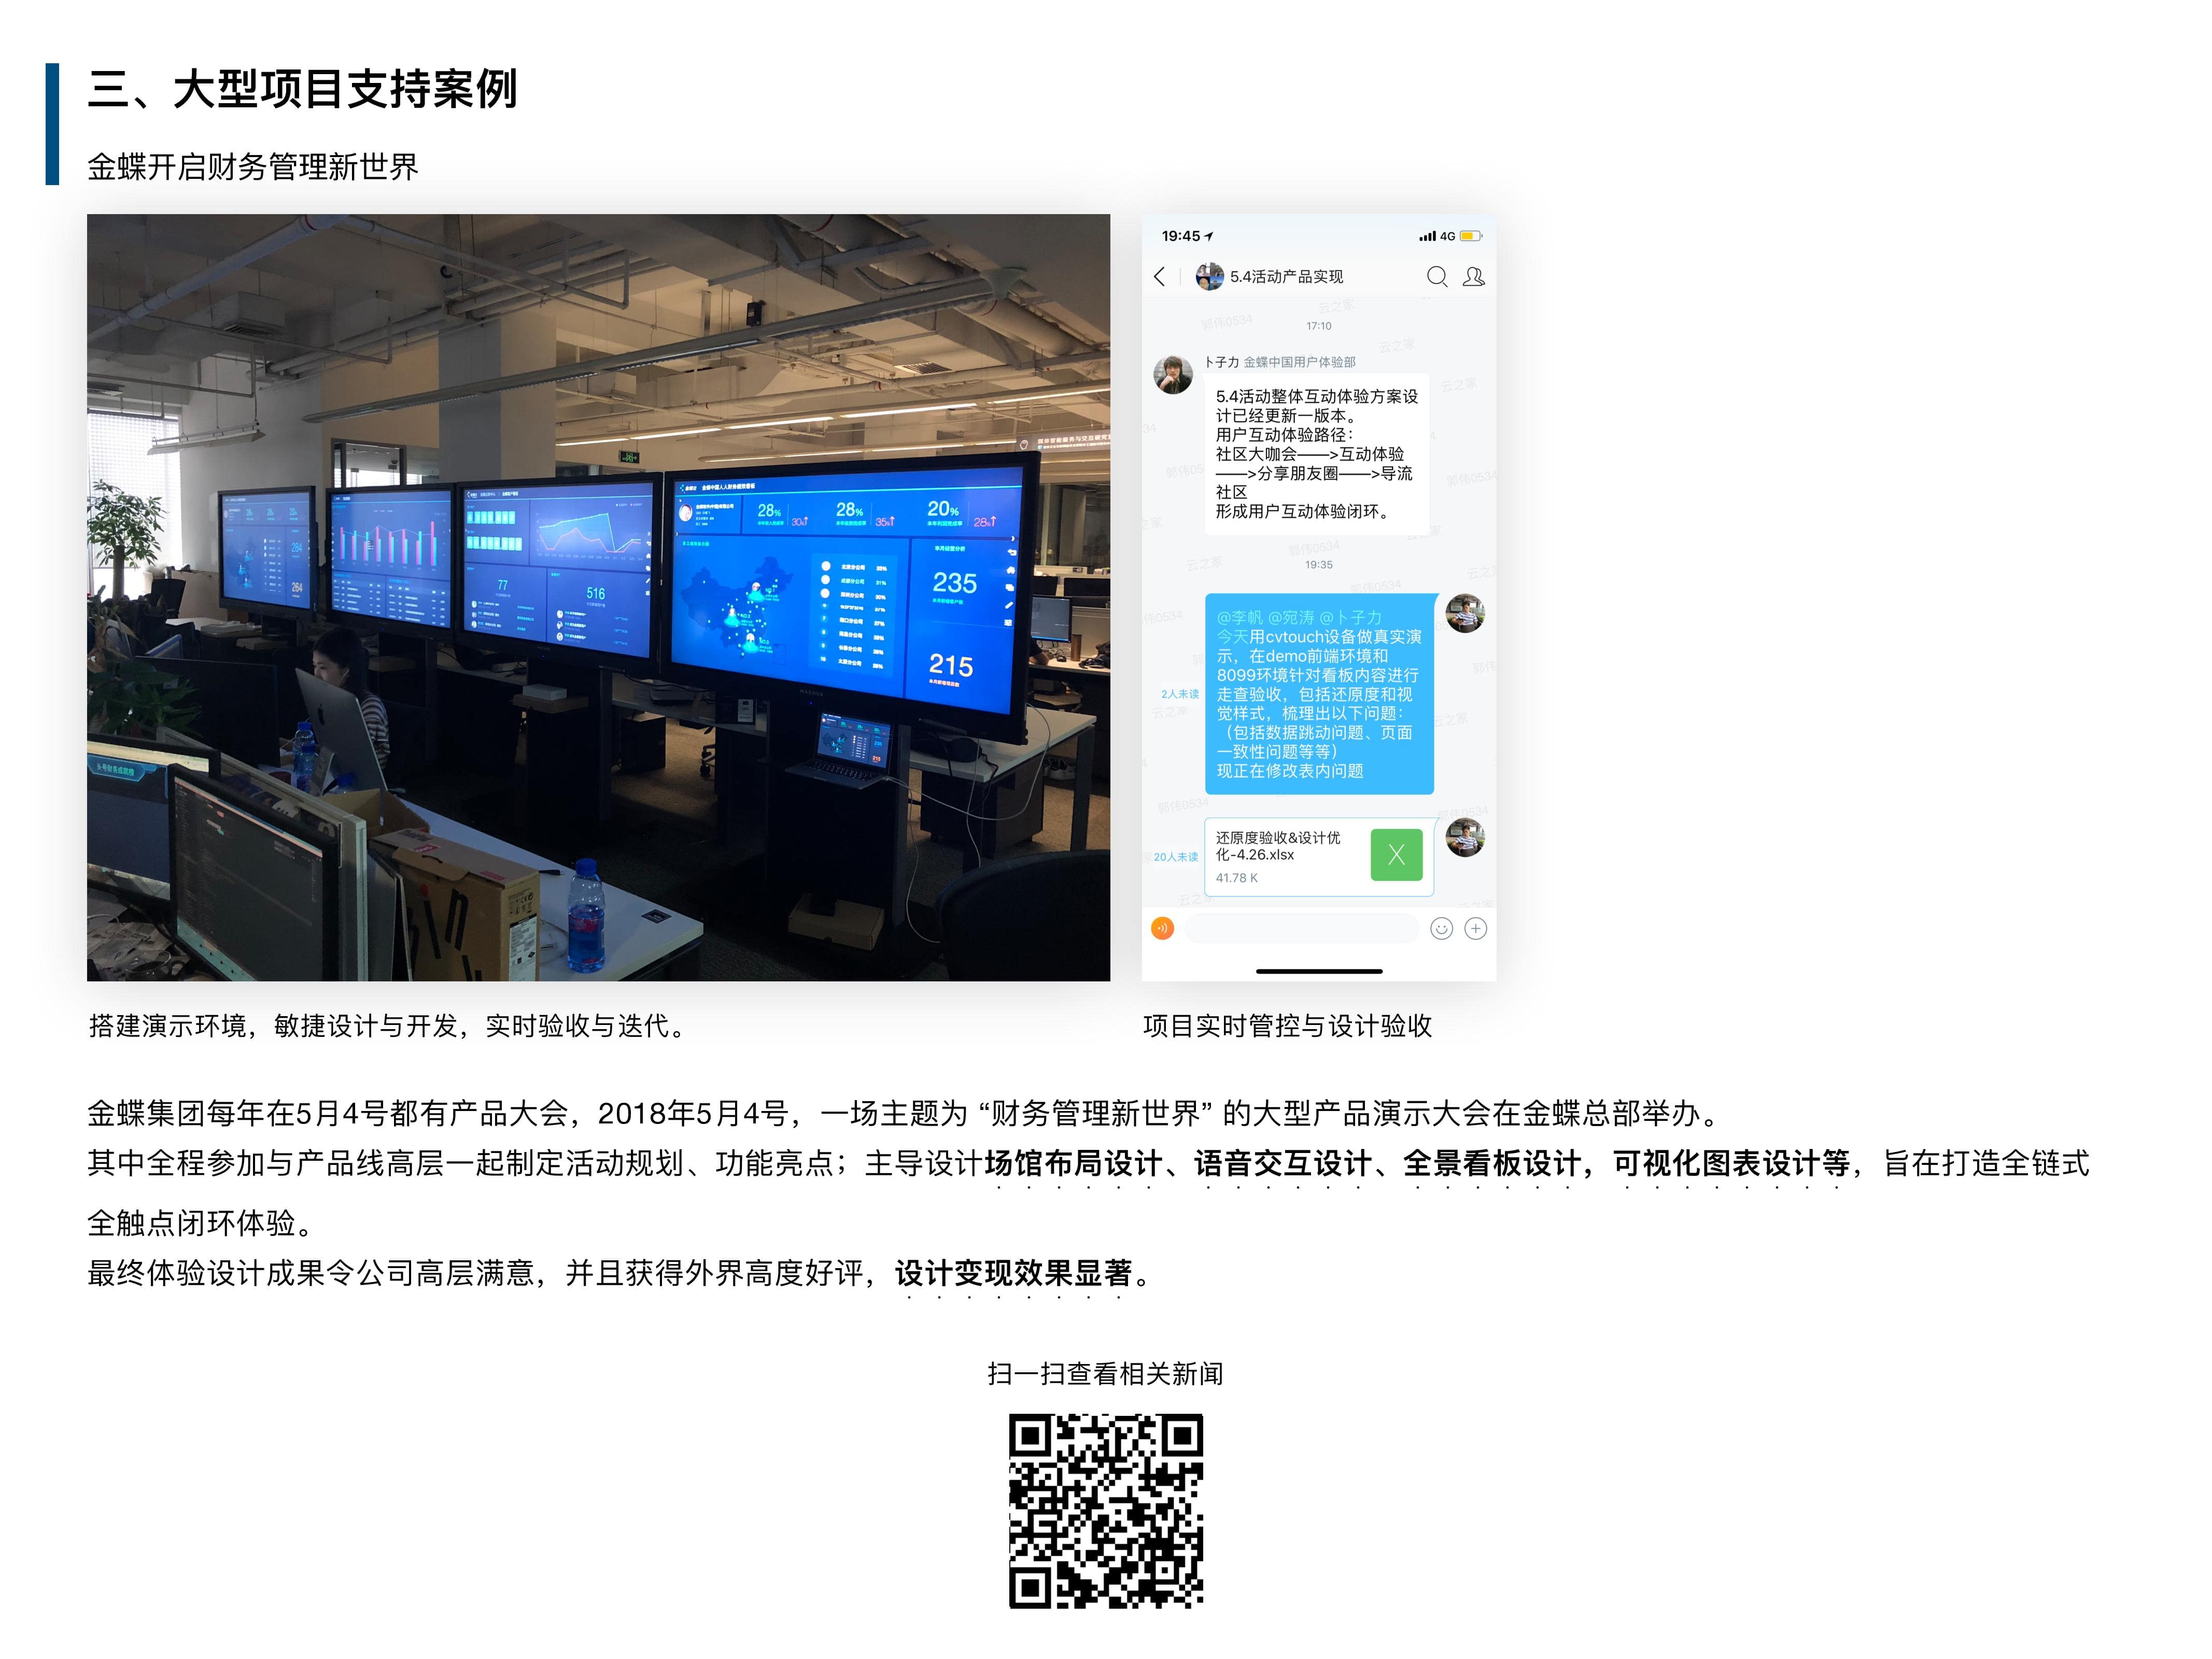 三、大型项目支持案例
金蝶开启财务管理新世界
28%
30%↑
28%
35%↑
20%
28%↑
235
215
77
516
284
264
19:45
4G
5.4活动产品实现
17:10
卜子力 金蝶中国用户体验部
5.4活动整体互动体验方案设
计已经更新一版本。
用户互动体验路径：
社区大咖会——>互动体验
——>分享朋友圈——>导流
社区
形成用户互动体验闭环。
19:35
@李帆 @宛涛 @卜子力
今天用cvtouch设备做真实演
示，在demo前端环境和
8099环境针对看板内容进行
走查验收，包括还原度和视
觉样式，梳理出以下问题：
（包括数据跳动问题、页面
一致性问题等等）
现正在修改表内问题
2人未读
还原度验收&设计优
化-4.26.xlsx
41.78 K
20人未读
郭伟0534
云之家
搭建演示环境，敏捷设计与开发，实时验收与迭代。
项目实时管控与设计验收
金蝶集团每年在5月4号都有产品大会，2018年5月4号，一场主题为 “财务管理新世界” 的大型产品演示大会在金蝶总部举办。
其中全程参加与产品线高层一起制定活动规划、功能亮点；主导设计场馆布局设计、语音交互设计、全景看板设计，可视化图表设计等，旨在打造全链式
全触点闭环体验。
最终体验设计成果令公司高层满意，并且获得外界高度好评，设计变现效果显著。
扫一扫查看相关新闻